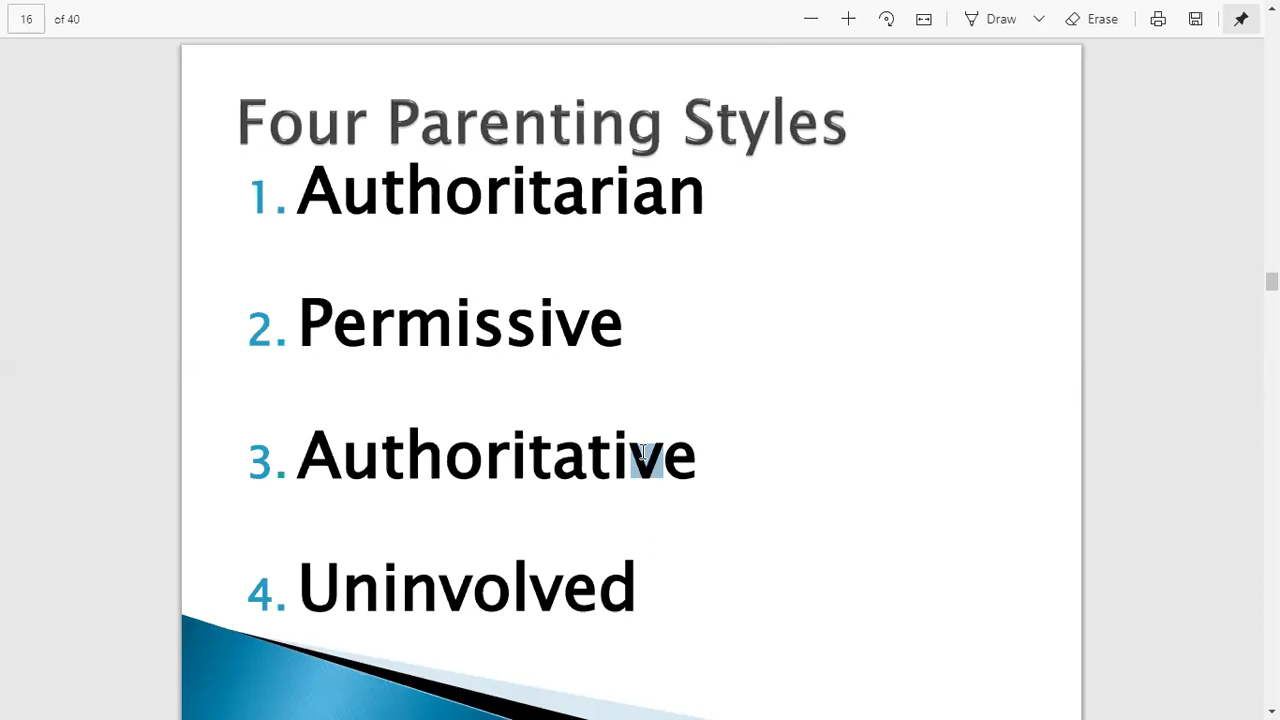 16 of 40 Draw Erase
Four Parenting Styles
1. Authoritarian
2. Permissive
3. Authoritative
4. Uninvolved